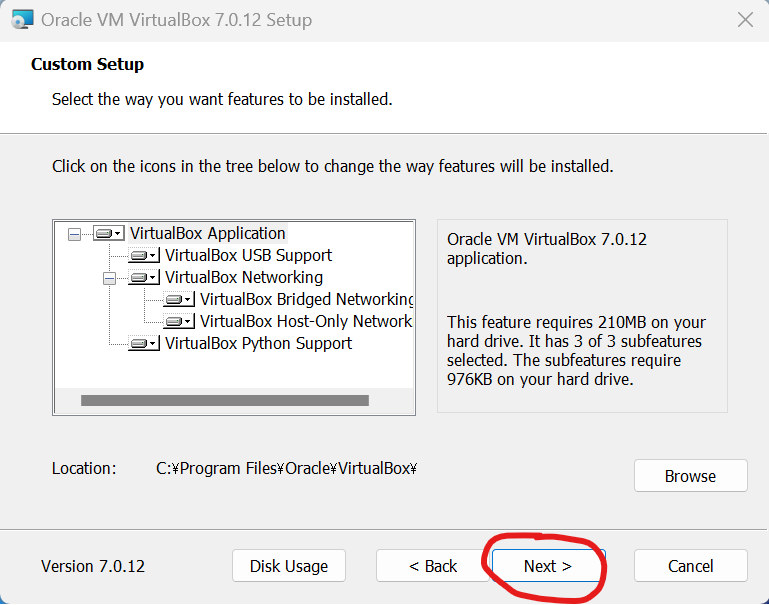 Oracle VM VirtualBox 7.0.12 Setup
Custom Setup
Select the way you want features to be installed.
Click on the icons in the tree below to change the way features will be installed.
VirtualBox Application
VirtualBox USB Support
VirtualBox Networking
VirtualBox Bridged Networking
VirtualBox Host-Only Network
VirtualBox Python Support
Oracle VM VirtualBox 7.0.12
application.
This feature requires 210MB on your
hard drive. It has 3 of 3 subfeatures
selected. The subfeatures require
976KB on your hard drive.
Location: C:¥Program Files¥Oracle¥VirtualBox¥
Browse
Version 7.0.12
Disk Usage
< Back
Next >
Cancel